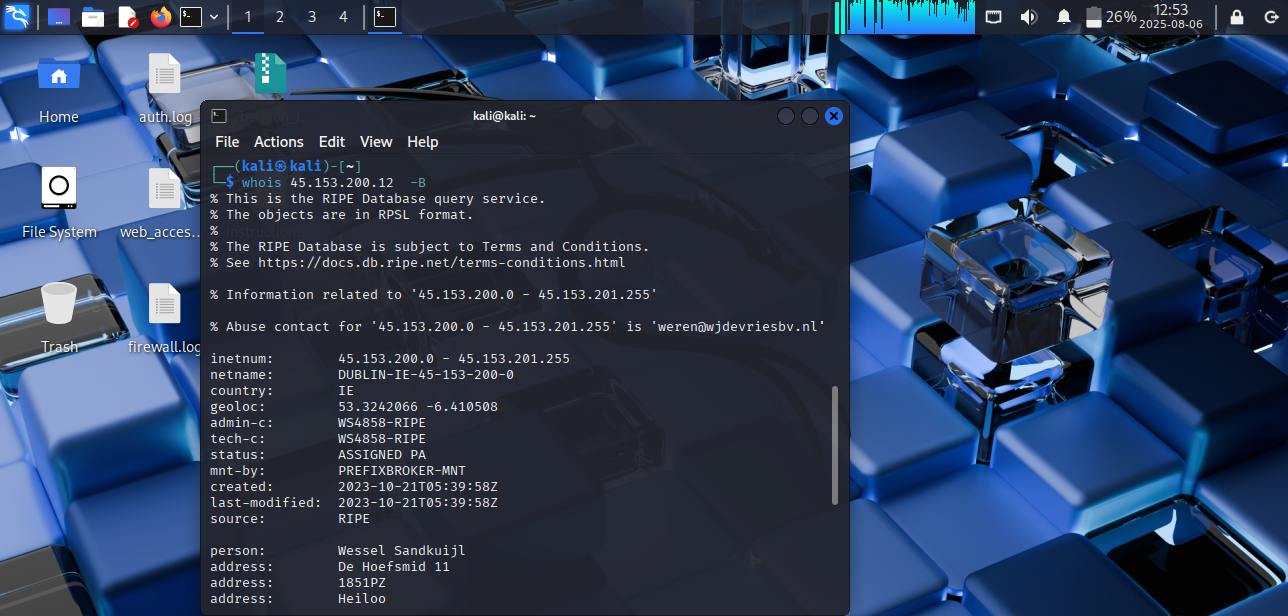 1 2 3 4
26%
12:53
2025-08-06
Home
auth.log
File System
web_acces...
Trash
firewall.log
kali@kali: ~
File Actions Edit View Help
┌──(kali㉿kali)-[~]
└─$ whois 45.153.200.12  -B
% This is the RIPE Database query service.
% The objects are in RPSL format.
%
% The RIPE Database is subject to Terms and Conditions.
% See https://docs.db.ripe.net/terms-conditions.html
% Information related to '45.153.200.0 - 45.153.201.255'
% Abuse contact for '45.153.200.0 - 45.153.201.255' is 'weren@wjdevriesbv.nl'
inetnum:        45.153.200.0 - 45.153.201.255
netname:        DUBLIN-IE-45-153-200-0
country:        IE
geoloc:         53.3242066 -6.410508
admin-c:        WS4858-RIPE
tech-c:         WS4858-RIPE
status:         ASSIGNED PA
mnt-by:         PREFIXBROKER-MNT
created:        2023-10-21T05:39:58Z
last-modified:  2023-10-21T05:39:58Z
source:         RIPE
person:         Wessel Sandkuijl
address:        De Hoefsmid 11
address:        1851PZ
address:        Heiloo